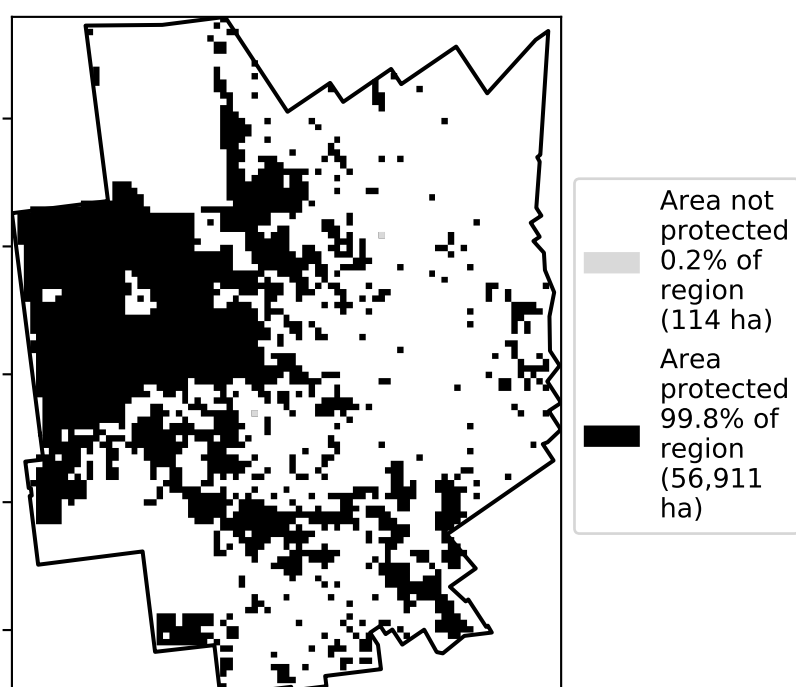 Area not
protected
0.2% of
region
(114 ha)
Area
protected
99.8% of
region
(56,911
ha)